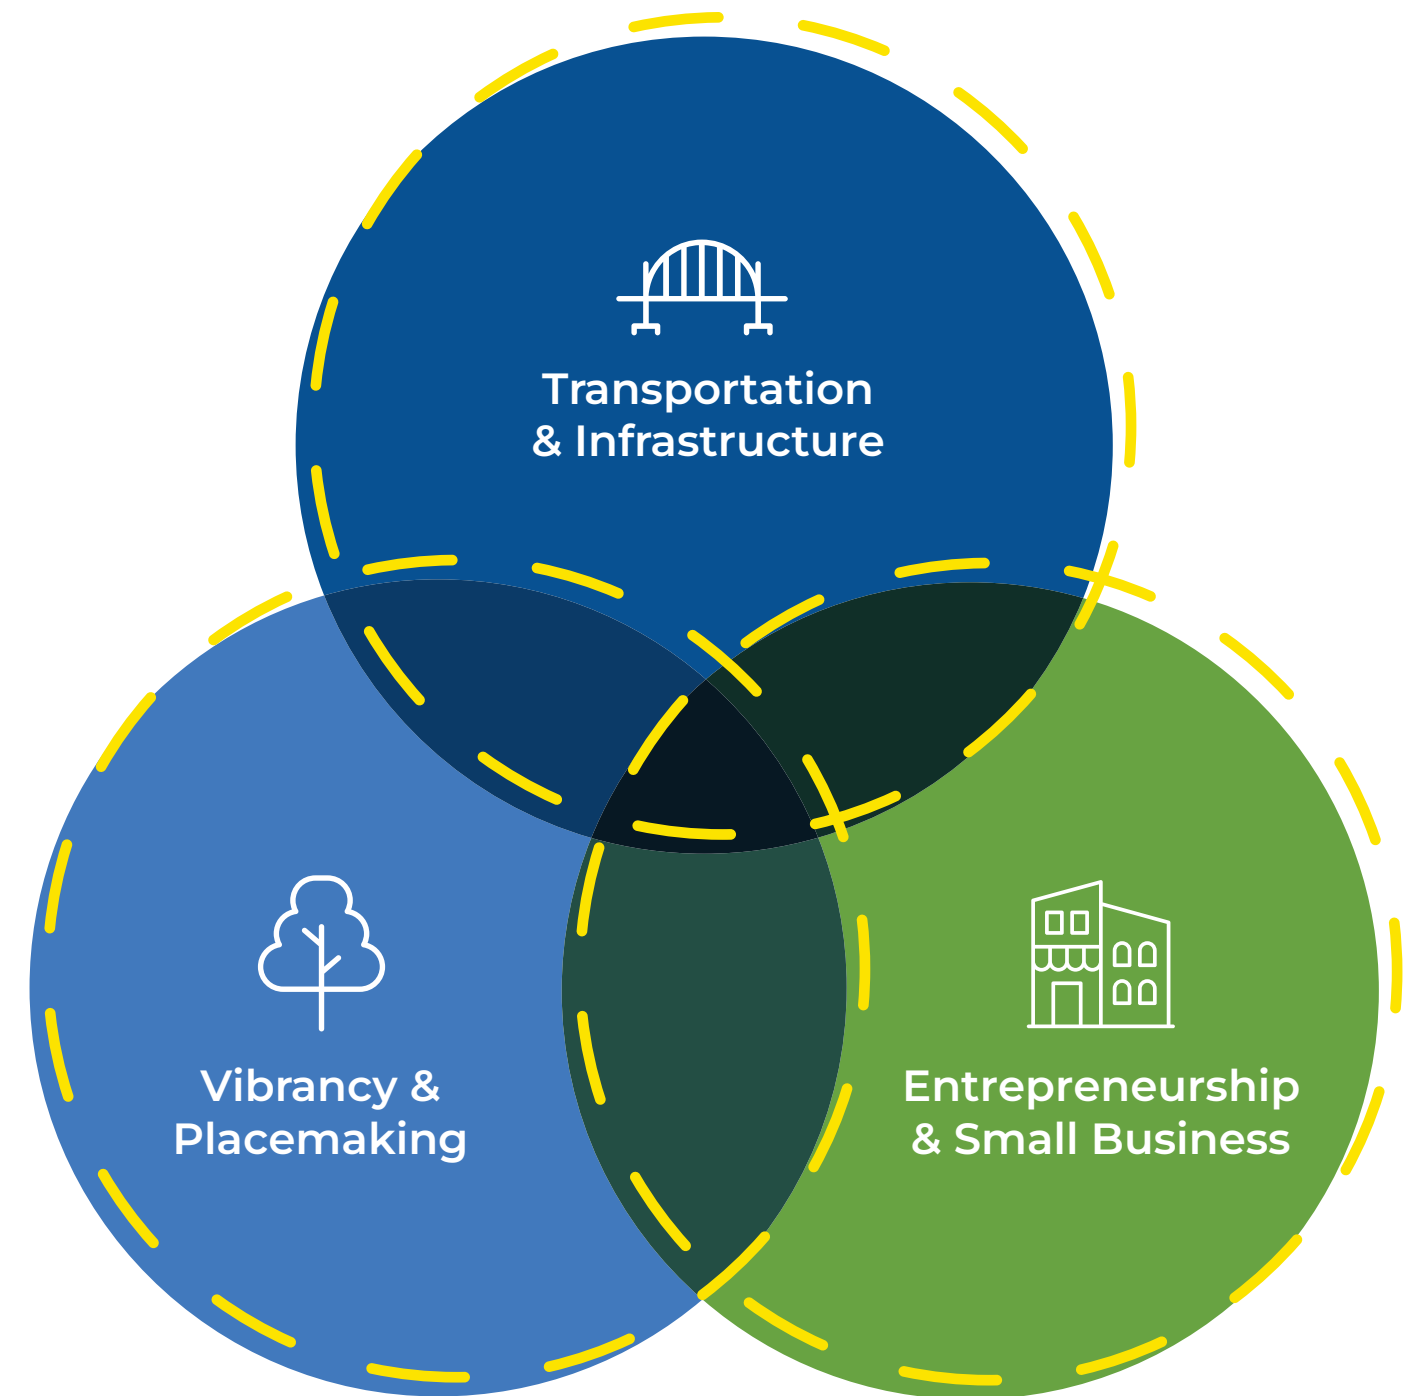 Transportation
& Infrastructure
Vibrancy &
Placemaking
Entrepreneurship
& Small Business